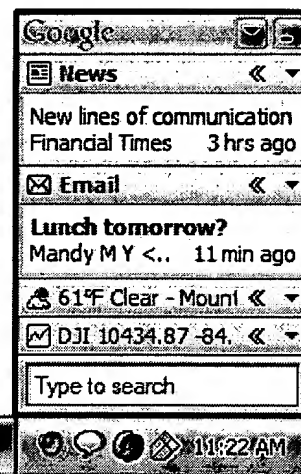 Google
News
New lines of communication
Financial Times 3 hrs ago
Email
Lunch tomorrow?
Mandy M Y <.. 11 min ago
61°F Clear - Mount
DJI 10434.87 -84.
Type to search
11:22 AM